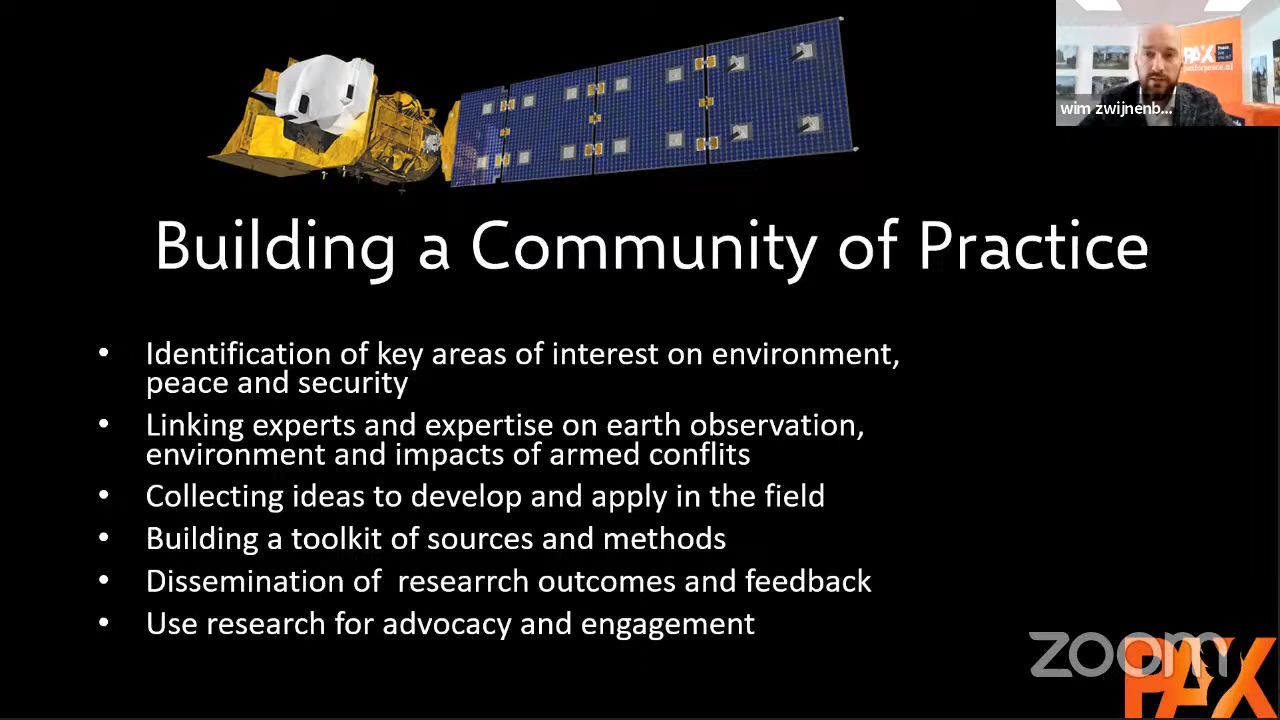 PAX
paxforpeace.nl
wim zwijnenb...
Building a Community of Practice
• Identification of key areas of interest on environment,
peace and security
• Linking experts and expertise on earth observation,
environment and impacts of armed conflits
• Collecting ideas to develop and apply in the field
• Building a toolkit of sources and methods
• Dissemination of  researrch outcomes and feedback
• Use research for advocacy and engagement
zoom
PAX